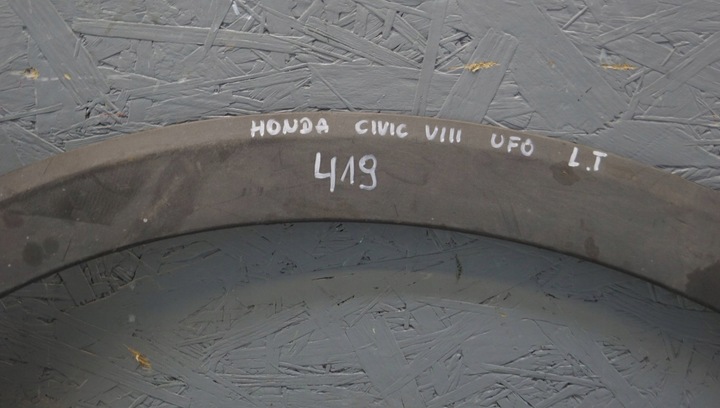 HONDA CIVIC VIII UFO L.T
419